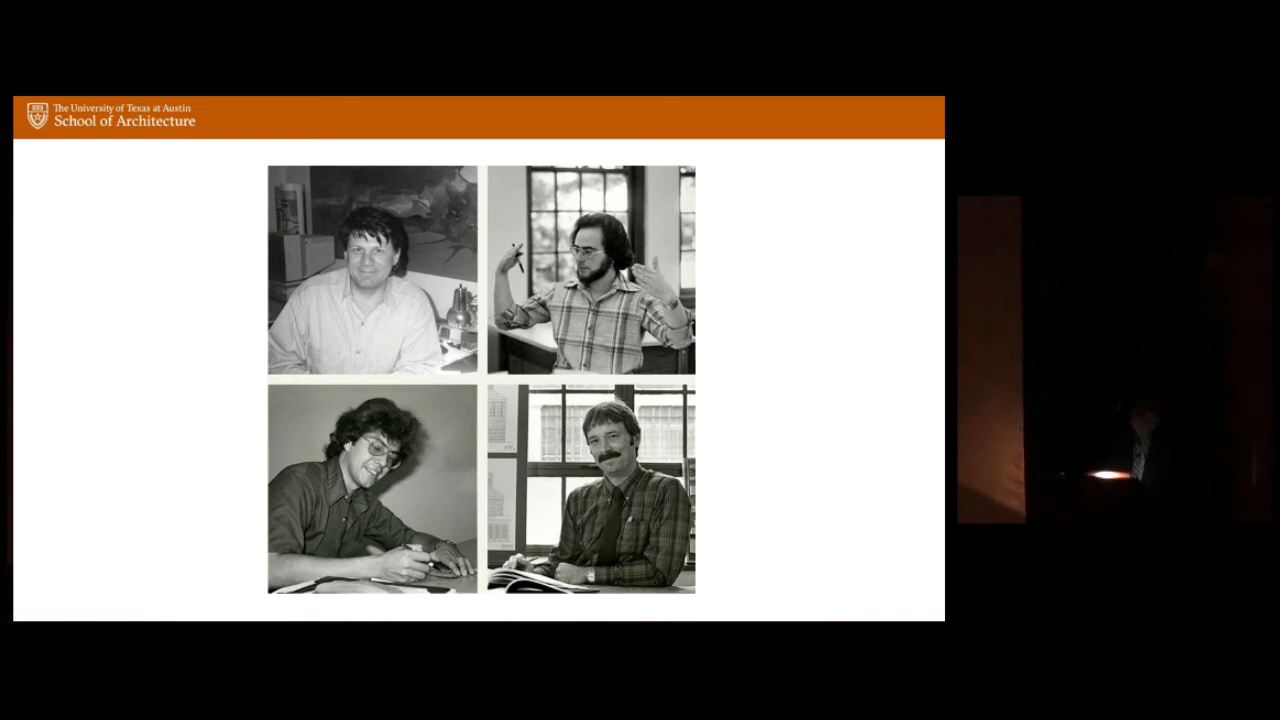 The University of Texas at Austin
School of Architecture